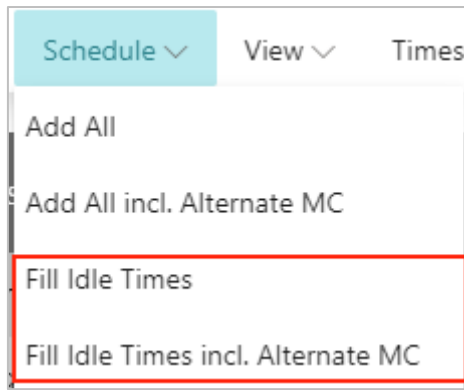 Schedule View Times
Add All
Add All incl. Alternate MC
Fill Idle Times
Fill Idle Times incl. Alternate MC